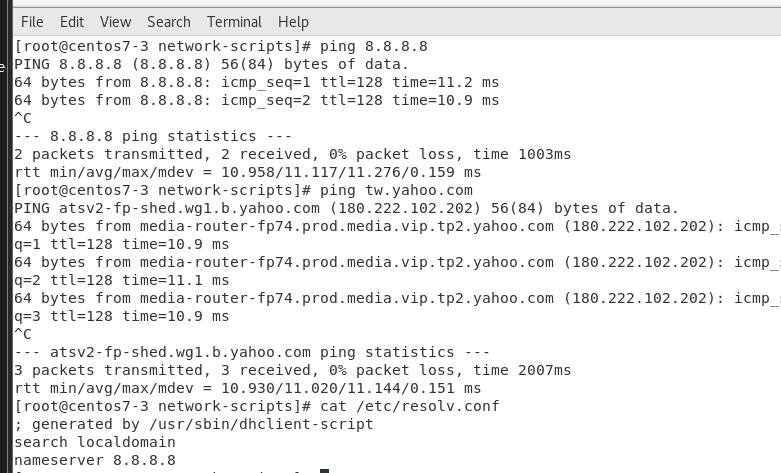 File Edit View Search Terminal Help
[root@centos7-3 network-scripts]# ping 8.8.8.8
PING 8.8.8.8 (8.8.8.8) 56(84) bytes of data.
64 bytes from 8.8.8.8: icmp_seq=1 ttl=128 time=11.2 ms
64 bytes from 8.8.8.8: icmp_seq=2 ttl=128 time=10.9 ms
^C
--- 8.8.8.8 ping statistics ---
2 packets transmitted, 2 received, 0% packet loss, time 1003ms
rtt min/avg/max/mdev = 10.958/11.117/11.276/0.159 ms
[root@centos7-3 network-scripts]# ping tw.yahoo.com
PING atsv2-fp-shed.wg1.b.yahoo.com (180.222.102.202) 56(84) bytes of data.
64 bytes from media-router-fp74.prod.media.vip.tp2.yahoo.com (180.222.102.202): icmp_s
q=1 ttl=128 time=10.9 ms
64 bytes from media-router-fp74.prod.media.vip.tp2.yahoo.com (180.222.102.202): icmp_s
q=2 ttl=128 time=11.1 ms
64 bytes from media-router-fp74.prod.media.vip.tp2.yahoo.com (180.222.102.202): icmp_s
q=3 ttl=128 time=10.9 ms
^C
--- atsv2-fp-shed.wg1.b.yahoo.com ping statistics ---
3 packets transmitted, 3 received, 0% packet loss, time 2007ms
rtt min/avg/max/mdev = 10.930/11.020/11.144/0.151 ms
[root@centos7-3 network-scripts]# cat /etc/resolv.conf
; generated by /usr/sbin/dhclient-script
search localdomain
nameserver 8.8.8.8